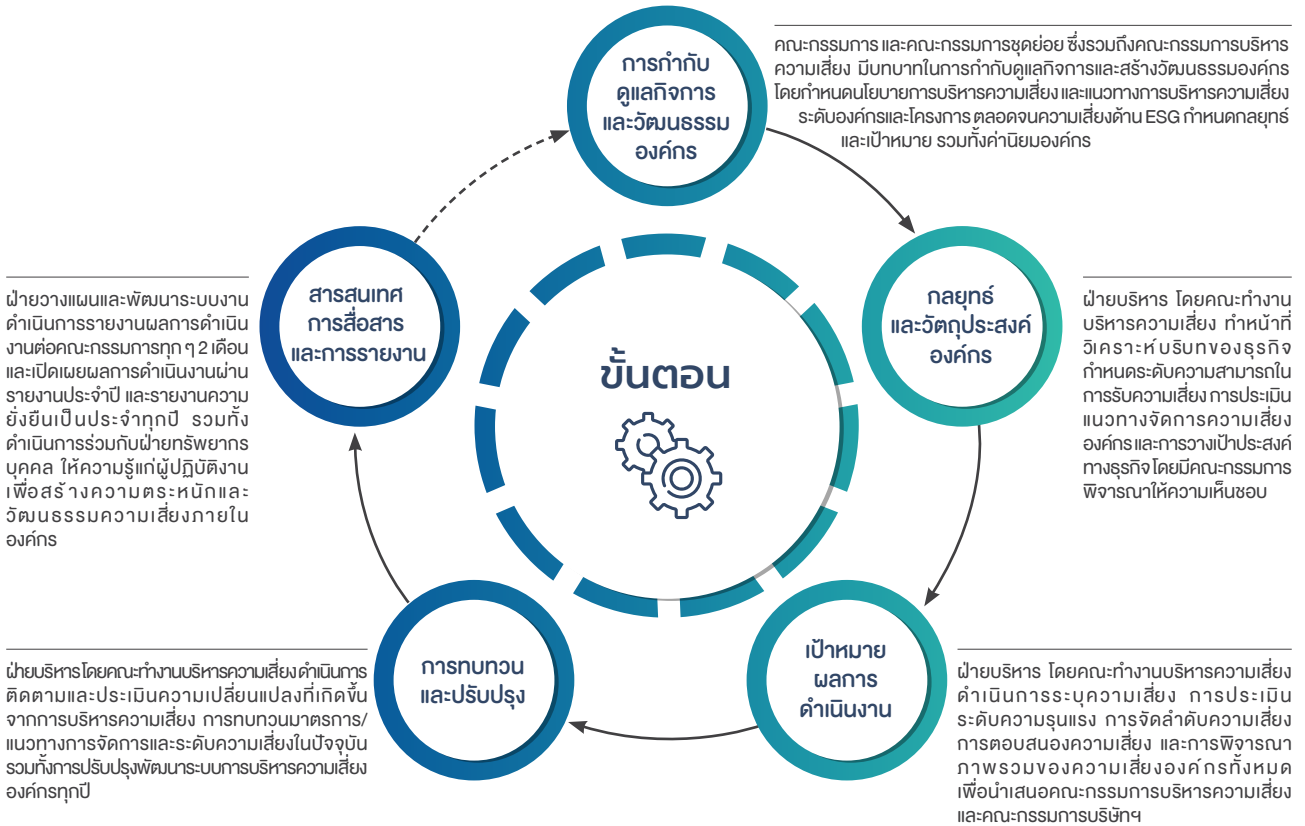 การกำกับ
ดูแลกิจการ
และวัฒนธรรม
องค์กร
คณะกรรมการ และคณะกรรมการชุดย่อย ซึ่งรวมถึงคณะกรรมการบริหาร
ความเสี่ยง มีบทบาทในการกำกับดูแลกิจการและสร้างวัฒนธรรมองค์กร
โดยกำหนดนโยบายการบริหารความเสี่ยง และแนวทางการบริหารความเสี่ยง
ระดับองค์กรและโครงการ ตลอดจนความเสี่ยงด้าน ESG กำหนดกลยุทธ์
และเป้าหมาย รวมทั้งค่านิยมองค์กร
กลยุทธ์
และวัตถุประสงค์
องค์กร
ฝ่ายบริหาร โดยคณะทำงาน
บริหารความเสี่ยง ทำหน้าที่
วิเคราะห์บริบทของธุรกิจ
กำหนดระดับความสามารถใน
การรับความเสี่ยง การประเมิน
แนวทางจัดการความเสี่ยง
องค์กร และการวางเป้าประสงค์
ทางธุรกิจ โดยมีคณะกรรมการ
พิจารณาให้ความเห็นชอบ
ขั้นตอน
เป้าหมาย
ผลการ
ดำเนินงาน
ฝ่ายบริหาร โดยคณะทำงานบริหารความเสี่ยง
ดำเนินการระบุความเสี่ยง การประเมิน
ระดับความรุนแรง การจัดลำดับความเสี่ยง
การตอบสนองความเสี่ยง และการพิจารณา
ภาพรวมของความเสี่ยงองค์กรทั้งหมด
เพื่อนำเสนอคณะกรรมการบริหารความเสี่ยง
และคณะกรรมการบริษัทฯ
การทบทวน
และปรับปรุง
ฝ่ายบริหารโดยคณะทำงานบริหารความเสี่ยง ดำเนินการ
ติดตามและประเมินความเปลี่ยนแปลงที่เกิดขึ้น
จากการบริหารความเสี่ยง การทบทวนมาตรการ/
แนวทางการจัดการและระดับความเสี่ยงในปัจจุบัน
รวมทั้งการปรับปรุงพัฒนาระบบการบริหารความเสี่ยง
องค์กรทุกปี
สารสนเทศ
การสื่อสาร
และการรายงาน
ฝ่ายวางแผนและพัฒนาระบบงาน
ดำเนินการรายงานผลการดำเนิน
งานต่อคณะกรรมการทุก ๆ 2 เดือน
และเปิดเผยผลการดำเนินงานผ่าน
รายงานประจำปี และรายงานความ
ยั่งยืนเป็นประจำทุกปี รวมทั้ง
ดำเนินการร่วมกับฝ่ายทรัพยากร
บุคคล ให้ความรู้แก่ผู้ปฏิบัติงาน
เพื่อสร้างความตระหนักและ
วัฒนธรรมความเสี่ยงภายใน
องค์กร